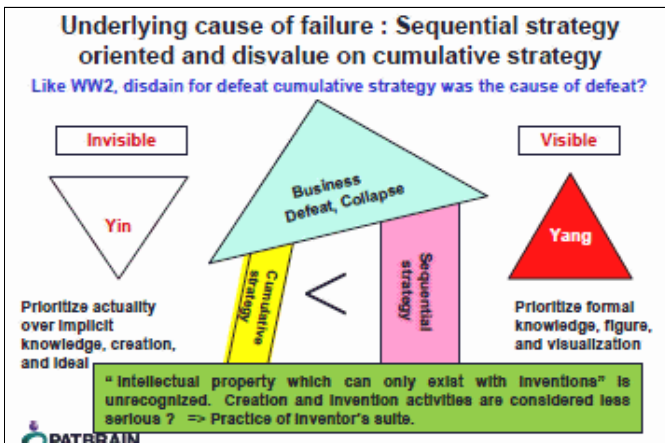 Underlying cause of failure : Sequential strategy
oriented and disvalue on cumulative strategy
Like WW2, disdain for defeat cumulative strategy was the cause of defeat?
Invisible
Visible
Business
Defeat, Collapse
Yin
Yang
Cumulative
strategy
<
Sequential
strategy
Prioritize actuality
over implicit
knowledge, creation,
and ideal
Prioritize formal
knowledge, figure,
and visualization
“ Intellectual property which can only exist with inventions” is
unrecognized. Creation and invention activities are considered less
serious ? => Practice of inventor's suite.
PATBRAIN